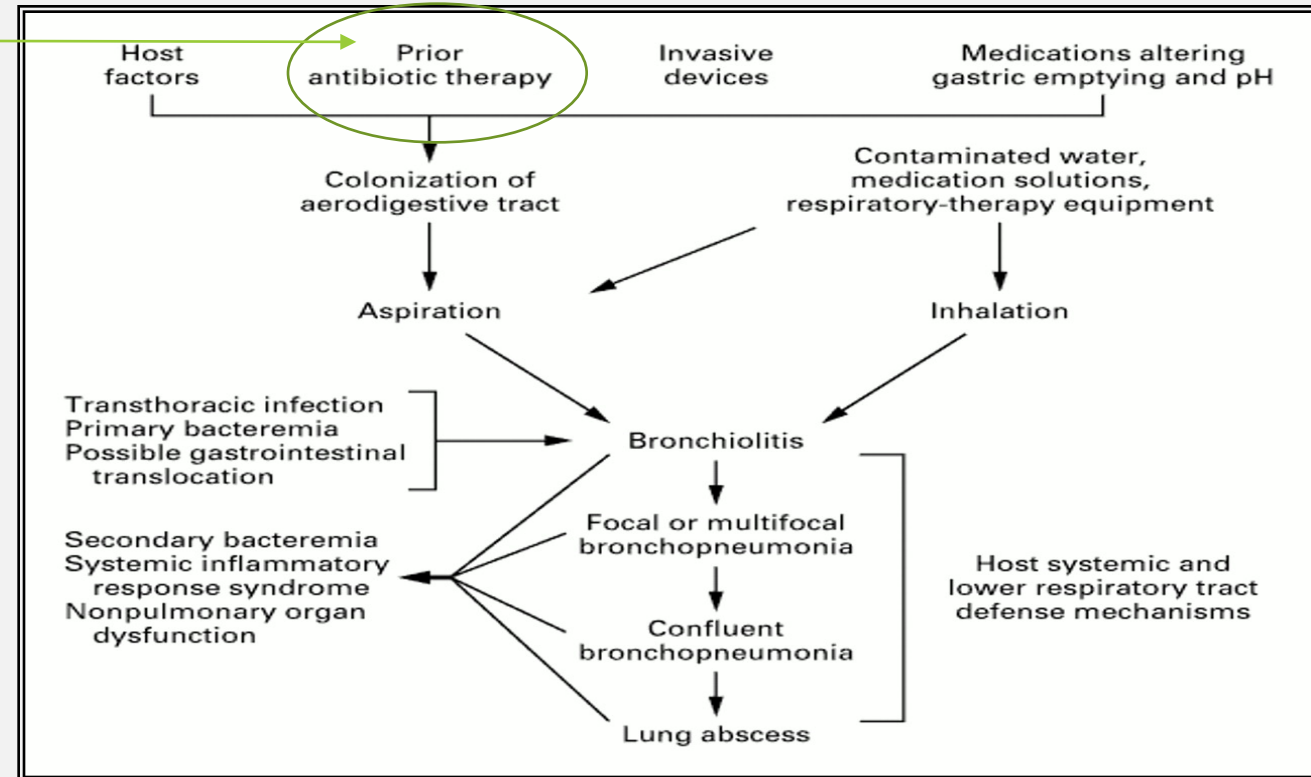 Host
factors
Prior
antibiotic therapy
Invasive
devices
Medications altering
gastric emptying and pH
Colonization of
aerodigestive tract
Contaminated water,
medication solutions,
respiratory-therapy equipment
Aspiration
Inhalation
Transthoracic infection
Primary bacteremia
Possible gastrointestinal
translocation
Bronchiolitis
Secondary bacteremia
Systemic inflammatory
response syndrome
Nonpulmonary organ
dysfunction
Focal or multifocal
bronchopneumonia
Confluent
bronchopneumonia
Lung abscess
Host systemic and
lower respiratory tract
defense mechanisms